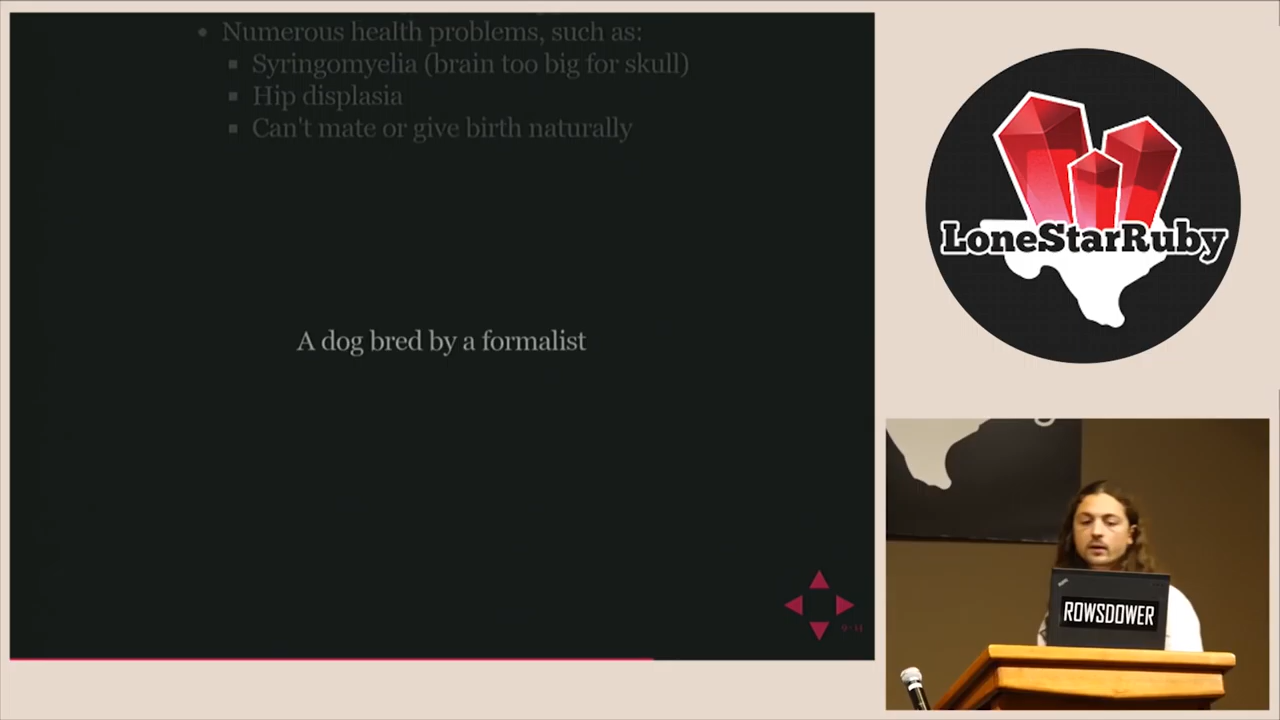 • Numerous health problems, such as:
▪ Syringomyelia (brain too big for skull)
▪ Hip displasia
▪ Can't mate or give birth naturally
A dog bred by a formalist
LoneStarRuby
ROWSDOWER